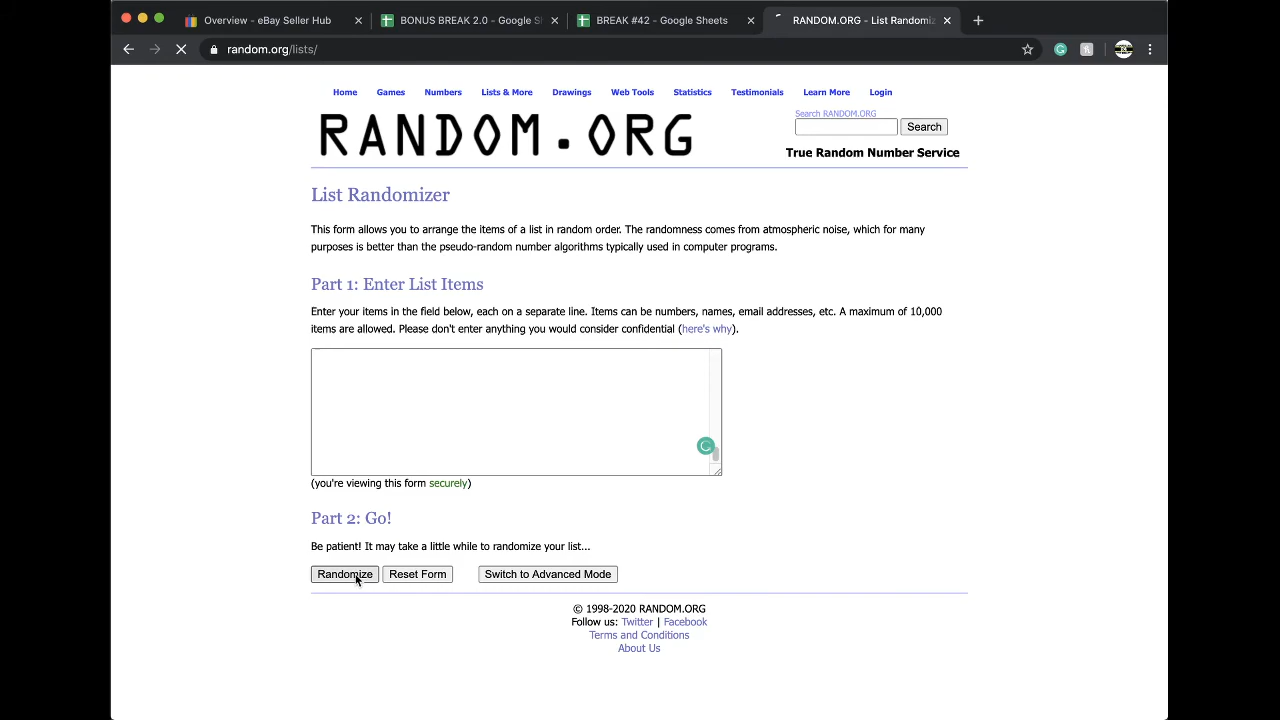 Overview - eBay Seller Hub
BONUS BREAK 2.0 - Google S
BREAK #42 - Google Sheets
RANDOM.ORG - List Randomiz
random.org/lists/
Home Games Numbers Lists & More Drawings Web Tools Statistics Testimonials Learn More Login
RANDOM.ORG
Search RANDOM.ORG
Search
True Random Number Service
List Randomizer
This form allows you to arrange the items of a list in random order. The randomness comes from atmospheric noise, which for many
purposes is better than the pseudo-random number algorithms typically used in computer programs.
Part 1: Enter List Items
Enter your items in the field below, each on a separate line. Items can be numbers, names, email addresses, etc. A maximum of 10,000
items are allowed. Please don't enter anything you would consider confidential (here's why).
(you're viewing this form securely)
Part 2: Go!
Be patient! It may take a little while to randomize your list...
Randomize Reset Form Switch to Advanced Mode
© 1998-2020 RANDOM.ORG
Follow us: Twitter | Facebook
Terms and Conditions
About Us